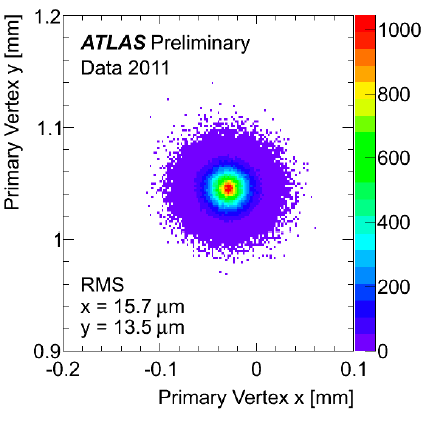 ATLAS Preliminary
Data 2011
RMS
x = 15.7 μm
y = 13.5 μm
Primary Vertex y [mm]
1.2
1.1
1
0.9
-0.2
-0.1
0
0.1
Primary Vertex x [mm]
1000
800
600
400
200
0